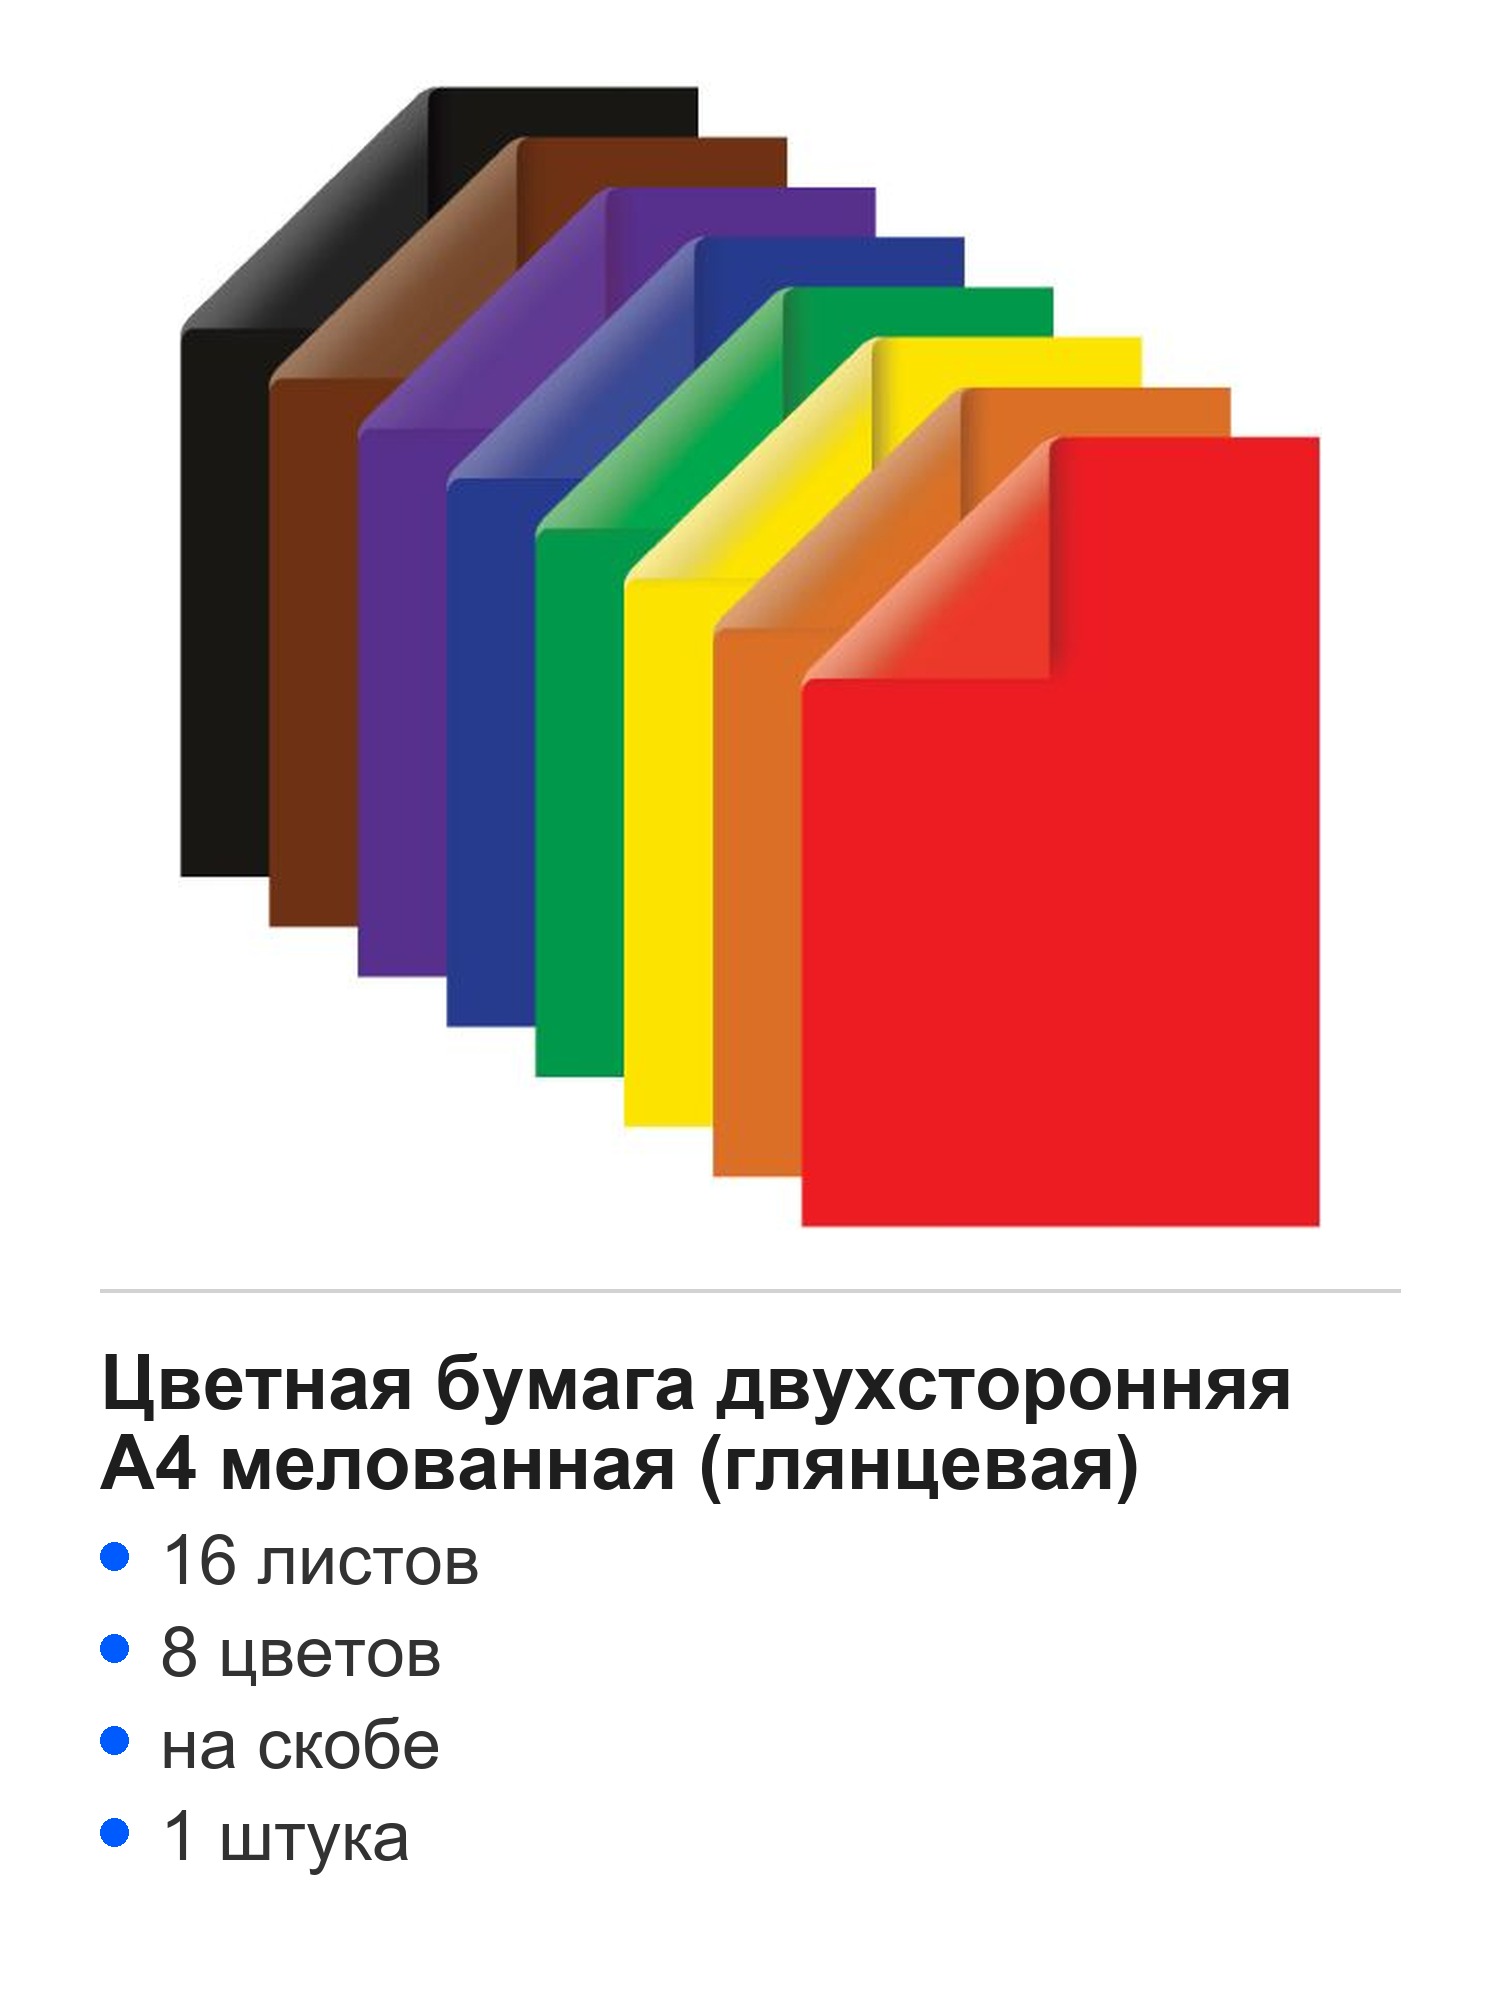 Цветная бумага двухсторонняя
А4 мелованная (глянцевая)
16 листов
8 цветов
на скобе
1 штука